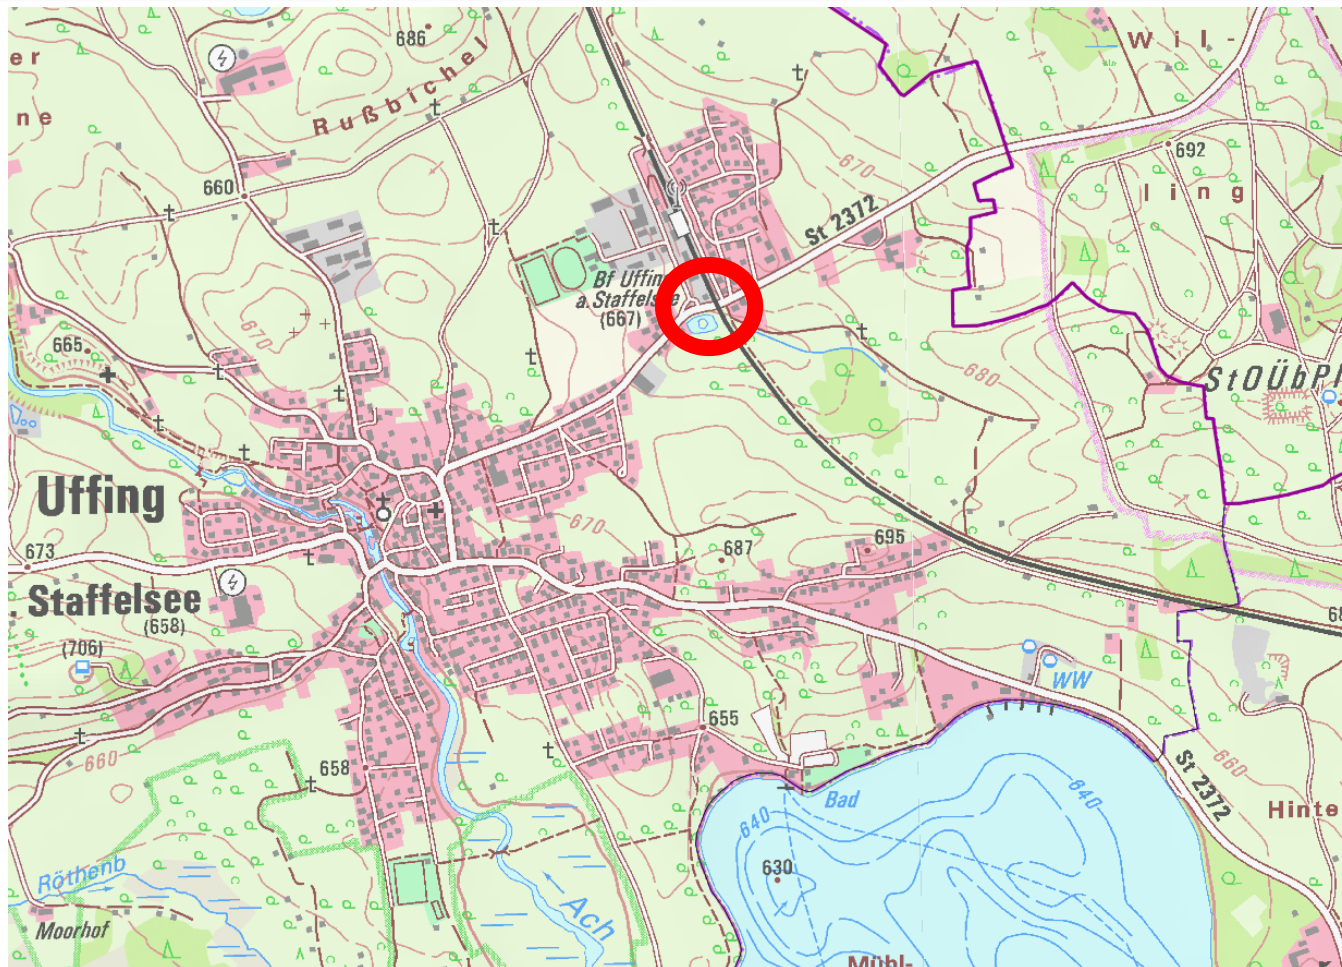 er
686
Rußbichel
Wil-
ne
692
ling
670
660
St 2372
Bf Uffing
a. Staffelsee
(667)
670
665
680
StOÜbPl
Uffing
670
687
695
673
. Staffelsee
(658)
(706)
WW
655
660
658
660
St 2372
Bad
640
640
Hinte
630
Röthenb
Ach
Moorhof
Mühl-